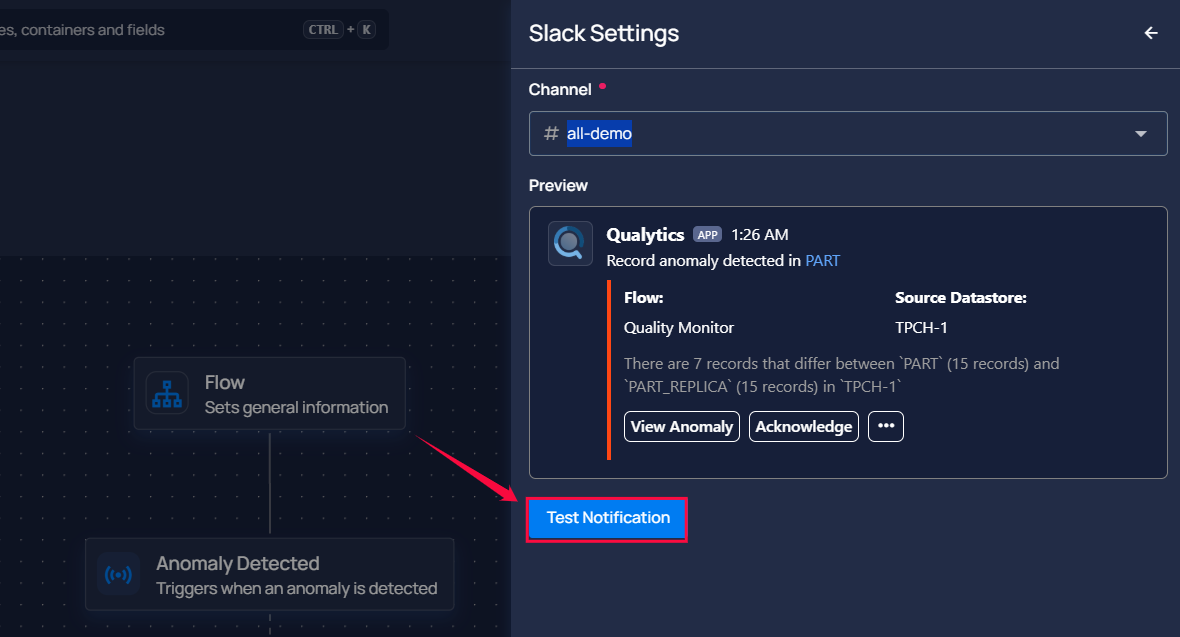 es, containers and fields CTRL + K
Slack Settings
Channel
# all-demo
Preview
Qualytics APP 1:26 AM
Record anomaly detected in PART
Flow: Source Datastore:
Quality Monitor TPCH-1
There are 7 records that differ between `PART` (15 records) and
`PART_REPLICA` (15 records) in `TPCH-1`
View Anomaly Acknowledge •••
Test Notification
Flow
Sets general information
Anomaly Detected
Triggers when an anomaly is detected